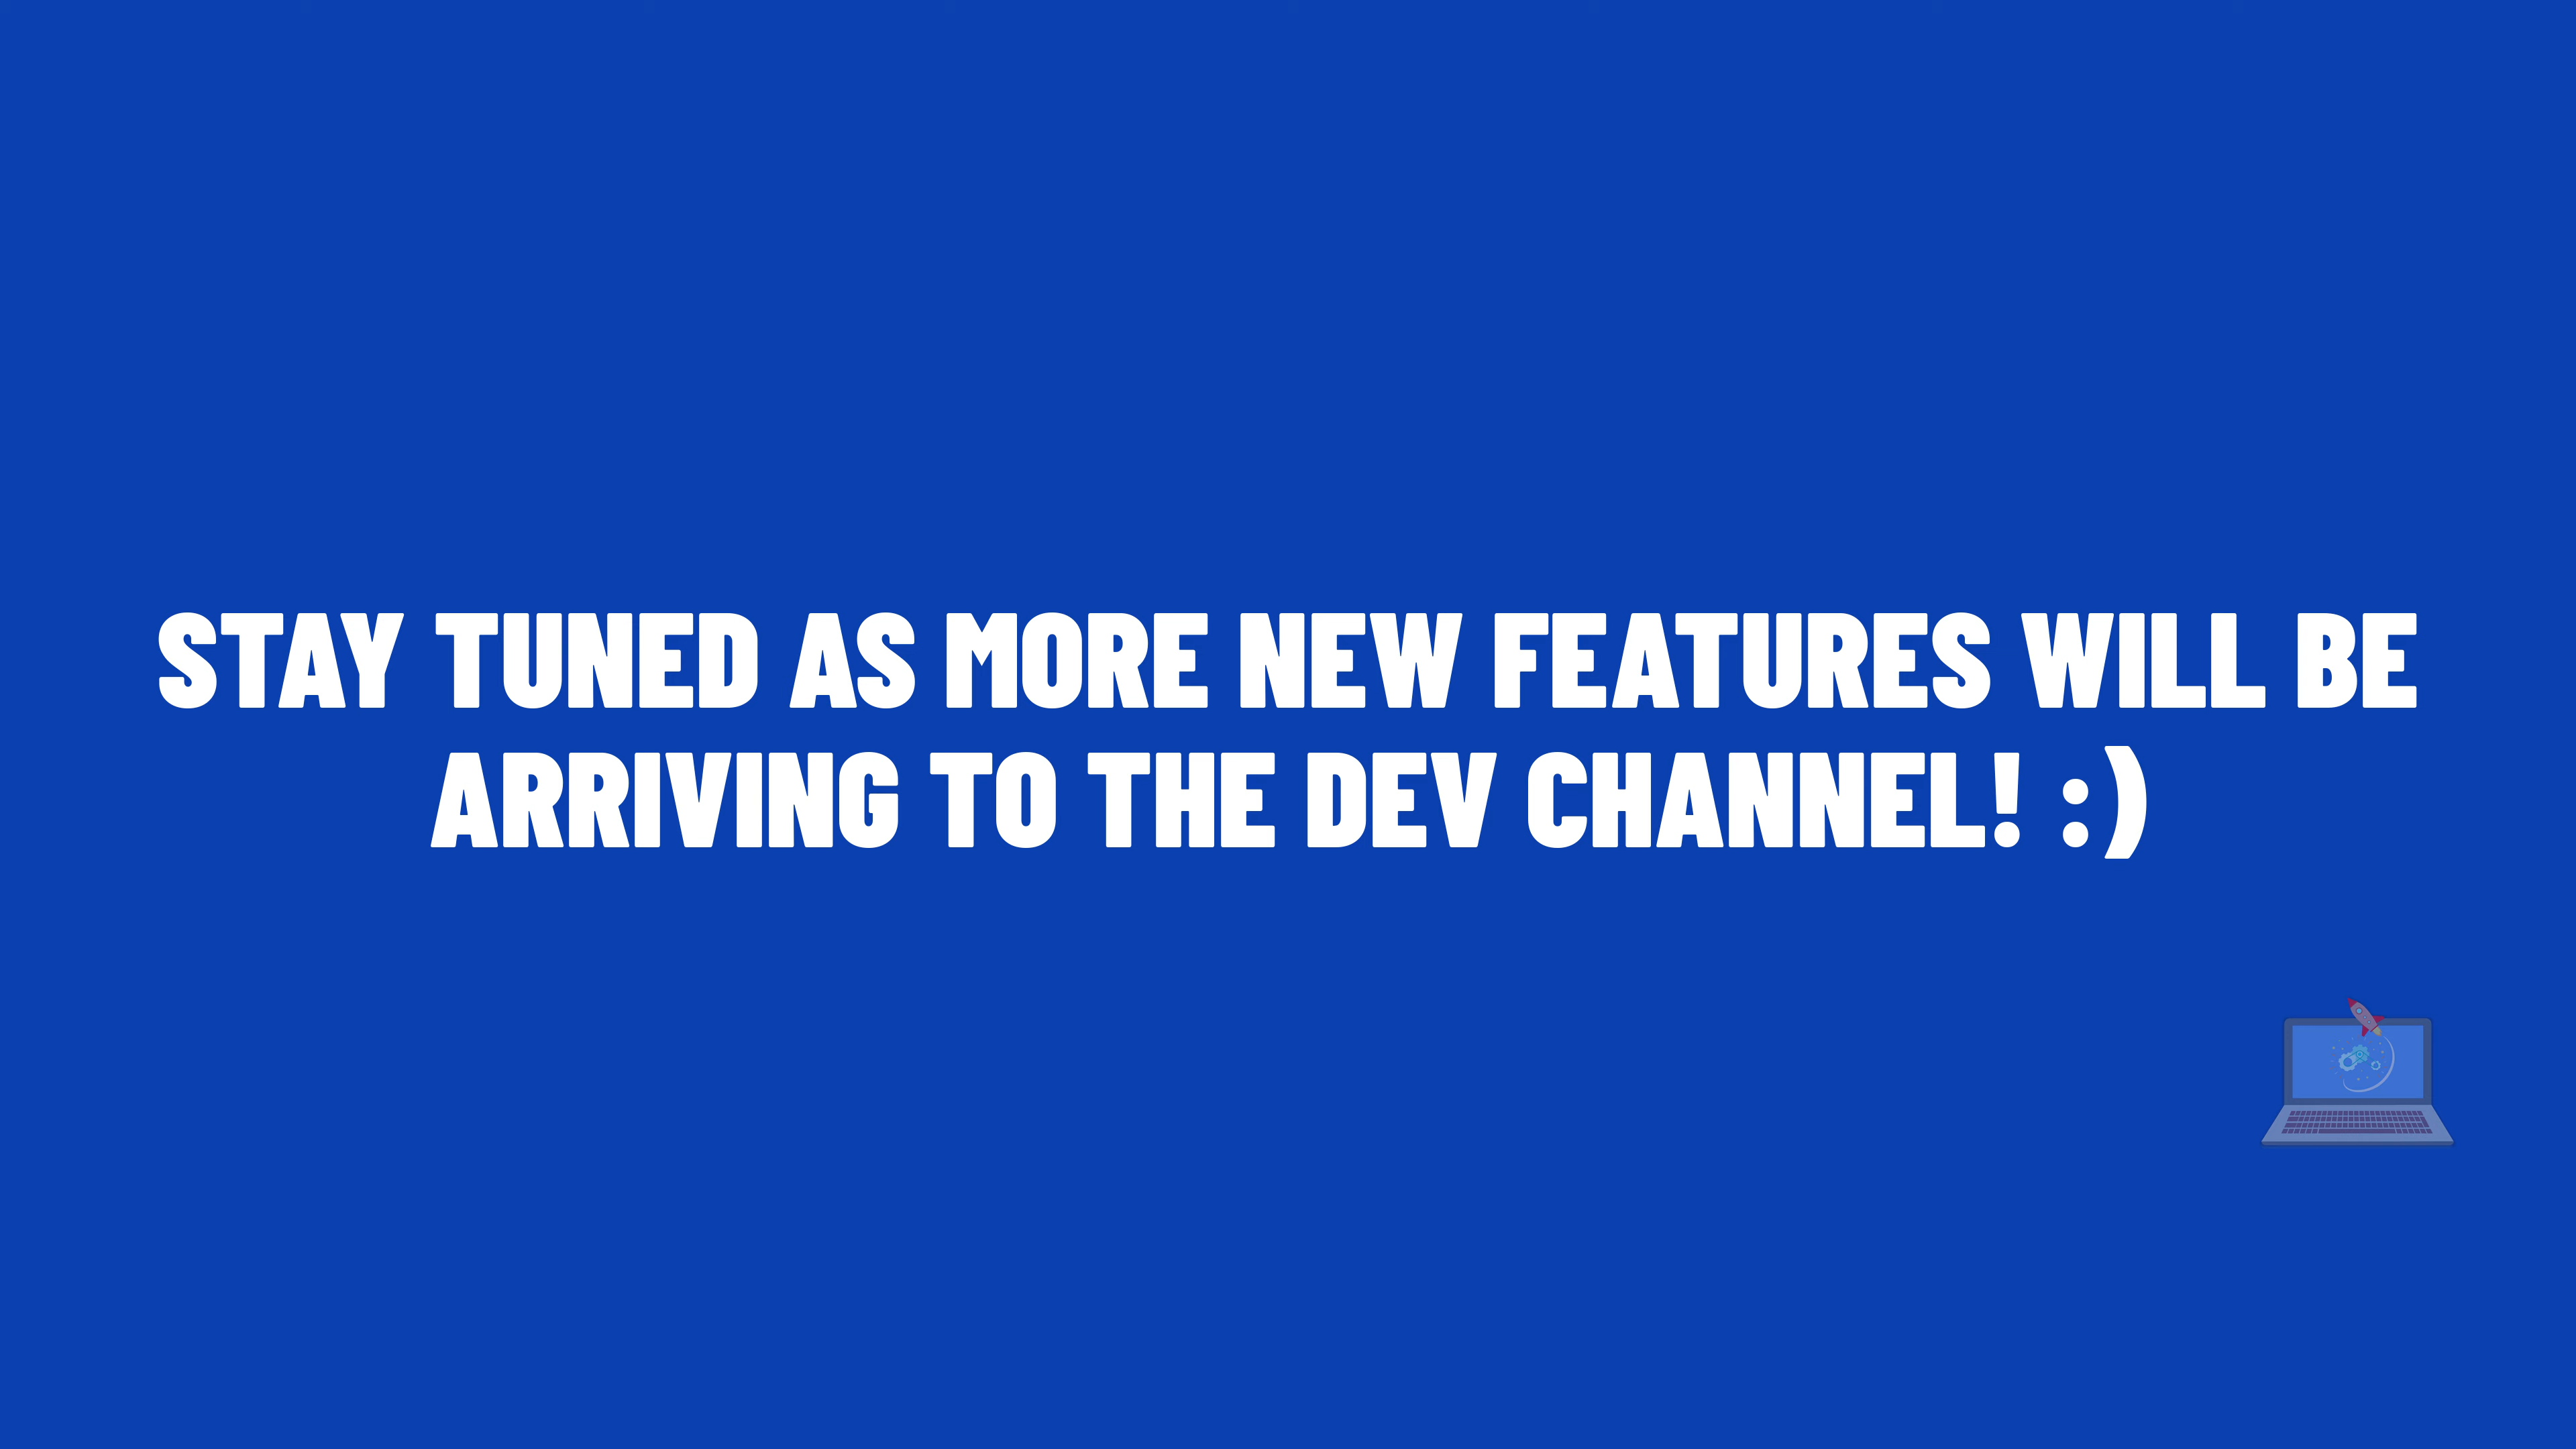 STAY TUNED AS MORE NEW FEATURES WILL BE
ARRIVING TO THE DEV CHANNEL! :)